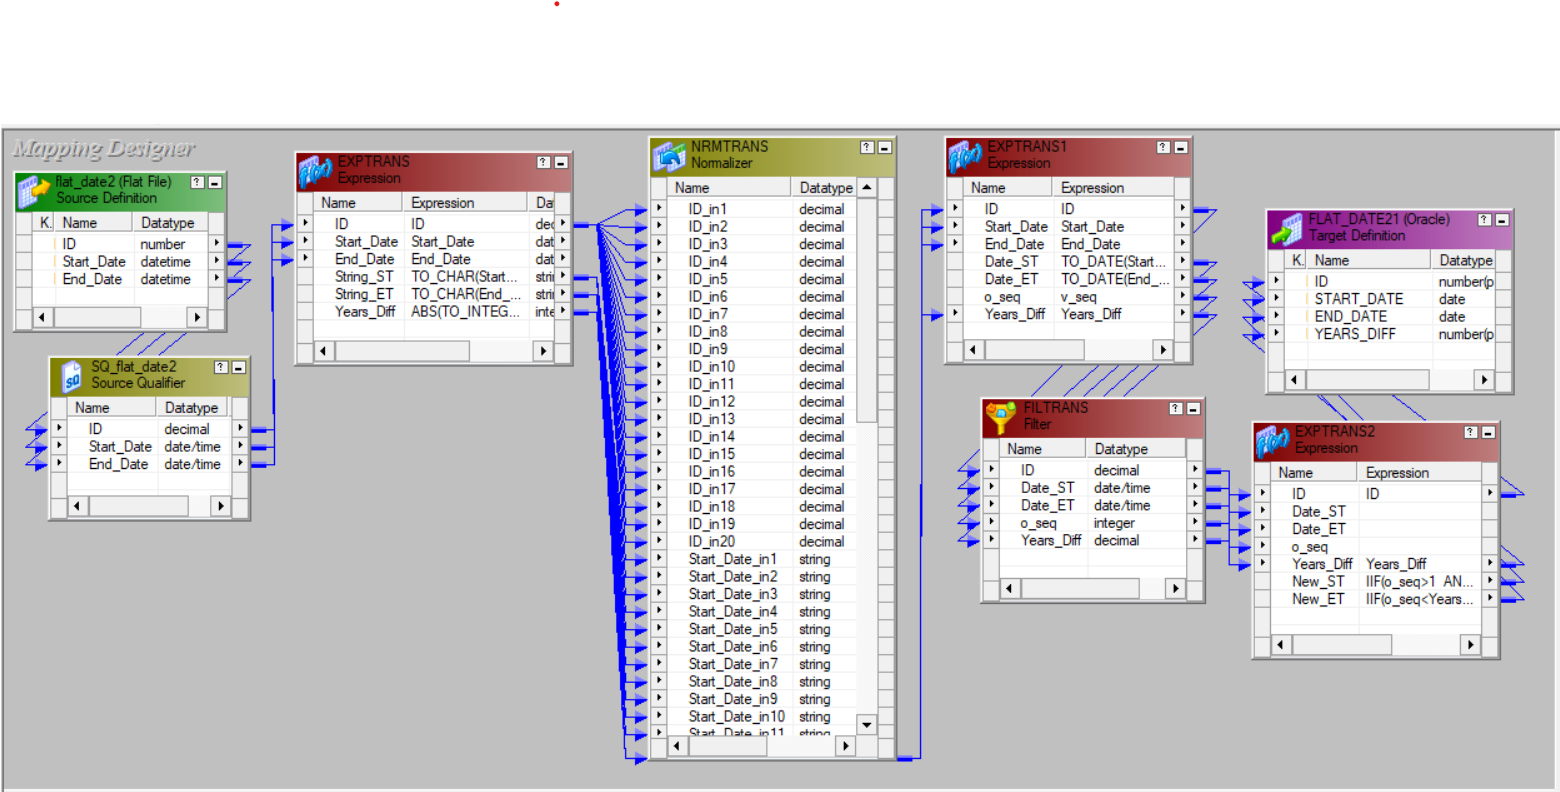 Mapping Designer
flat_date2 (Flat File)
Source Definition
K. Name Datatype
ID number
Start_Date datetime
End_Date datetime
SQ_flat_date2
Source Qualifier
Name Datatype
ID decimal
Start_Date date/time
End_Date date/time
EXPTRANS
Expression
Name Expression Da
ID ID dec
Start_Date Start_Date dat
End_Date End_Date dat
String_ST TO_CHAR(Start... stri
String_ET TO_CHAR(End_... stri
Years_Diff ABS(TO_INTEG... inte
NRMTRANS
Normalizer
Name Datatype
ID_in1 decimal
ID_in2 decimal
ID_in3 decimal
ID_in4 decimal
ID_in5 decimal
ID_in6 decimal
ID_in7 decimal
ID_in8 decimal
ID_in9 decimal
ID_in10 decimal
ID_in11 decimal
ID_in12 decimal
ID_in13 decimal
ID_in14 decimal
ID_in15 decimal
ID_in16 decimal
ID_in17 decimal
ID_in18 decimal
ID_in19 decimal
ID_in20 decimal
Start_Date_in1 string
Start_Date_in2 string
Start_Date_in3 string
Start_Date_in4 string
Start_Date_in5 string
Start_Date_in6 string
Start_Date_in7 string
Start_Date_in8 string
Start_Date_in9 string
Start_Date_in10 string
Start_Date_in11 string
EXPTRANS1
Expression
Name Expression
ID ID
Start_Date Start_Date
End_Date End_Date
Date_ST TO_DATE(Start...
Date_ET TO_DATE(End_...
o_seq v_seq
Years_Diff Years_Diff
FILTRANS
Filter
Name Datatype
ID decimal
Date_ST date/time
Date_ET date/time
o_seq integer
Years_Diff decimal
FLAT_DATE21 (Oracle)
Target Definition
K. Name Datatype
ID number(p
START_DATE date
END_DATE date
YEARS_DIFF number(p
EXPTRANS2
Expression
Name Expression
ID ID
Date_ST
Date_ET
o_seq
Years_Diff Years_Diff
New_ST IIF(o_seq>1 AN...
New_ET IIF(o_seq<Years...